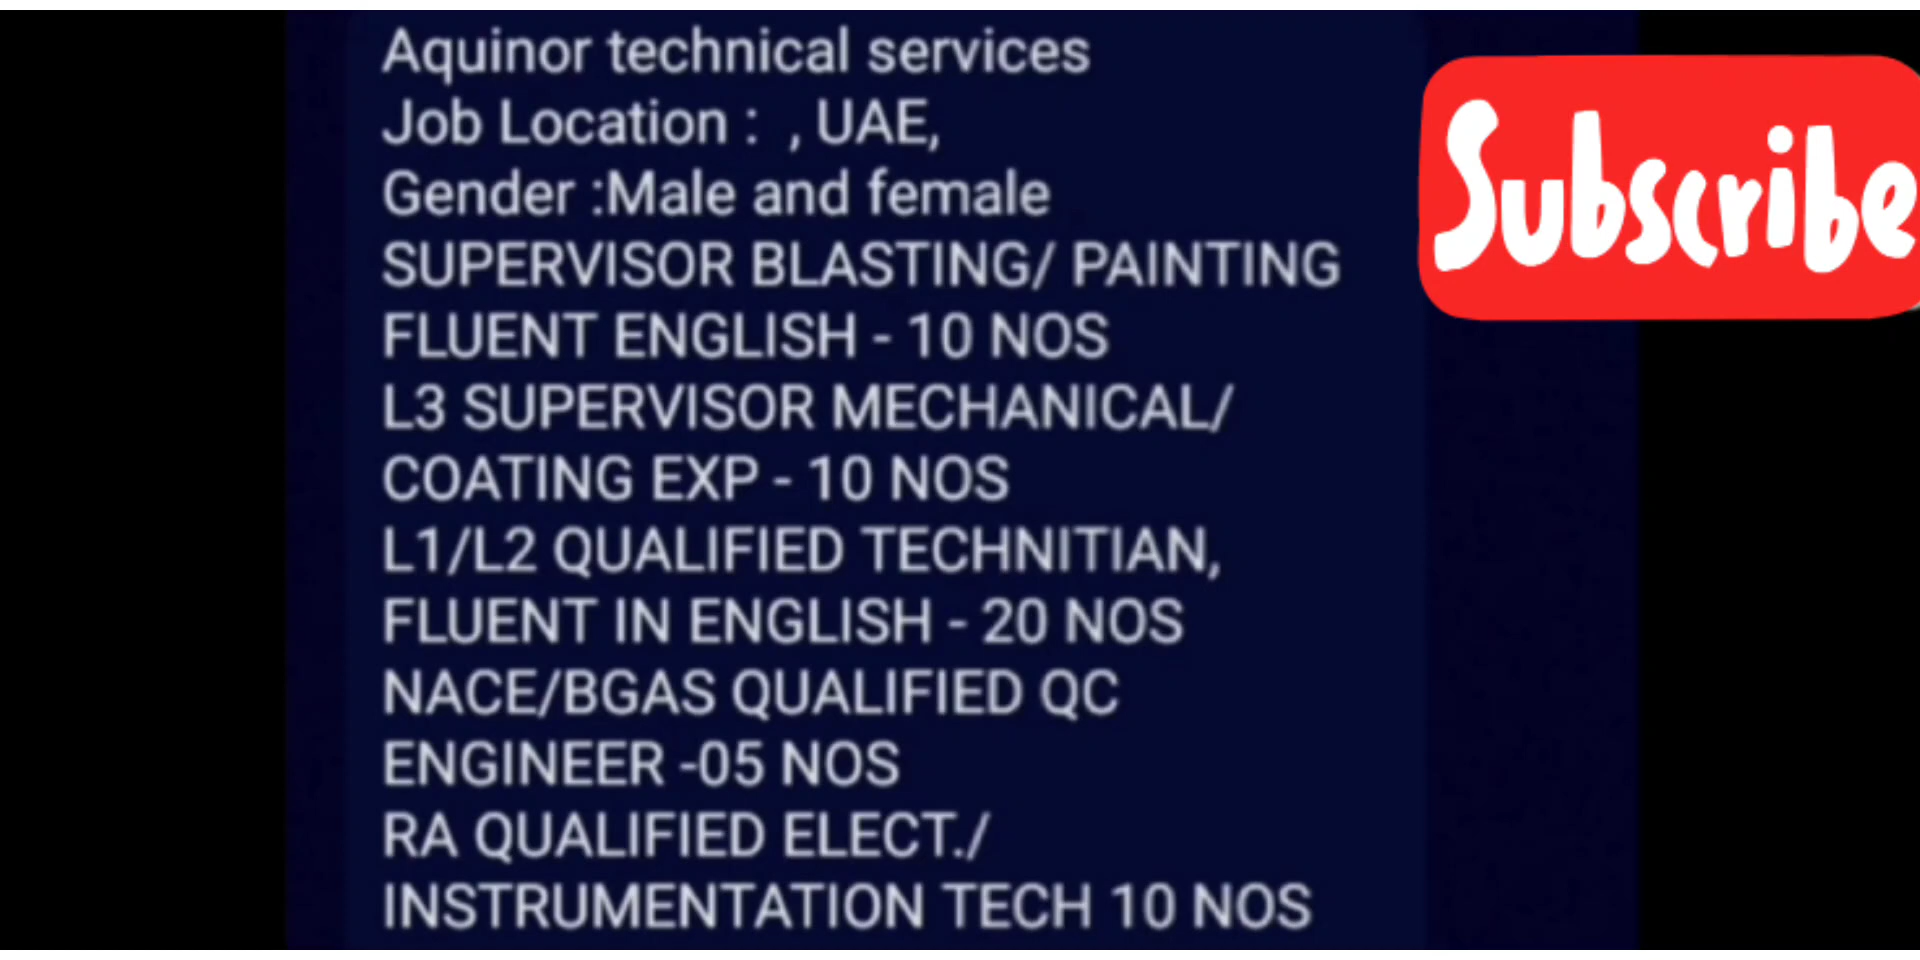 Aquinor technical services
Job Location :  , UAE,
Gender :Male and female
SUPERVISOR BLASTING/ PAINTING
FLUENT ENGLISH - 10 NOS
L3 SUPERVISOR MECHANICAL/
COATING EXP - 10 NOS
L1/L2 QUALIFIED TECHNITIAN,
FLUENT IN ENGLISH - 20 NOS
NACE/BGAS QUALIFIED QC
ENGINEER -05 NOS
RA QUALIFIED ELECT./
INSTRUMENTATION TECH 10 NOS
Subscribe